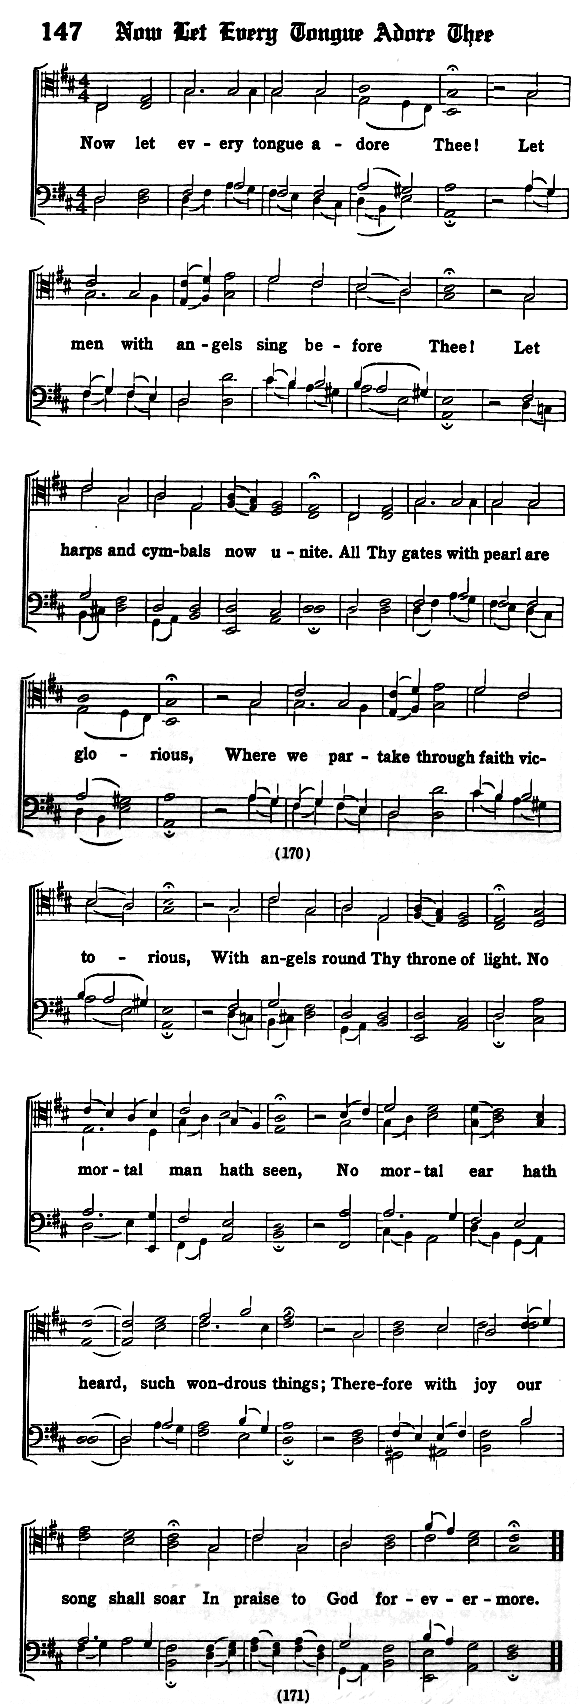 147 Now Let Every Tongue Adore Thee
Now let ev - ery tongue a - dore Thee! Let
men with an - gels sing be - fore Thee! Let
harps and cym - bals now u - nite. All Thy gates with pearl are
glo - rious, Where we par - take through faith vic -
(170)
to - rious, With an - gels round Thy throne of light. No
mor - tal man hath seen, No mor - tal ear hath
heard, such won - drous things; There - fore with joy our
song shall soar In praise to God for - ev - er - more.
(171)